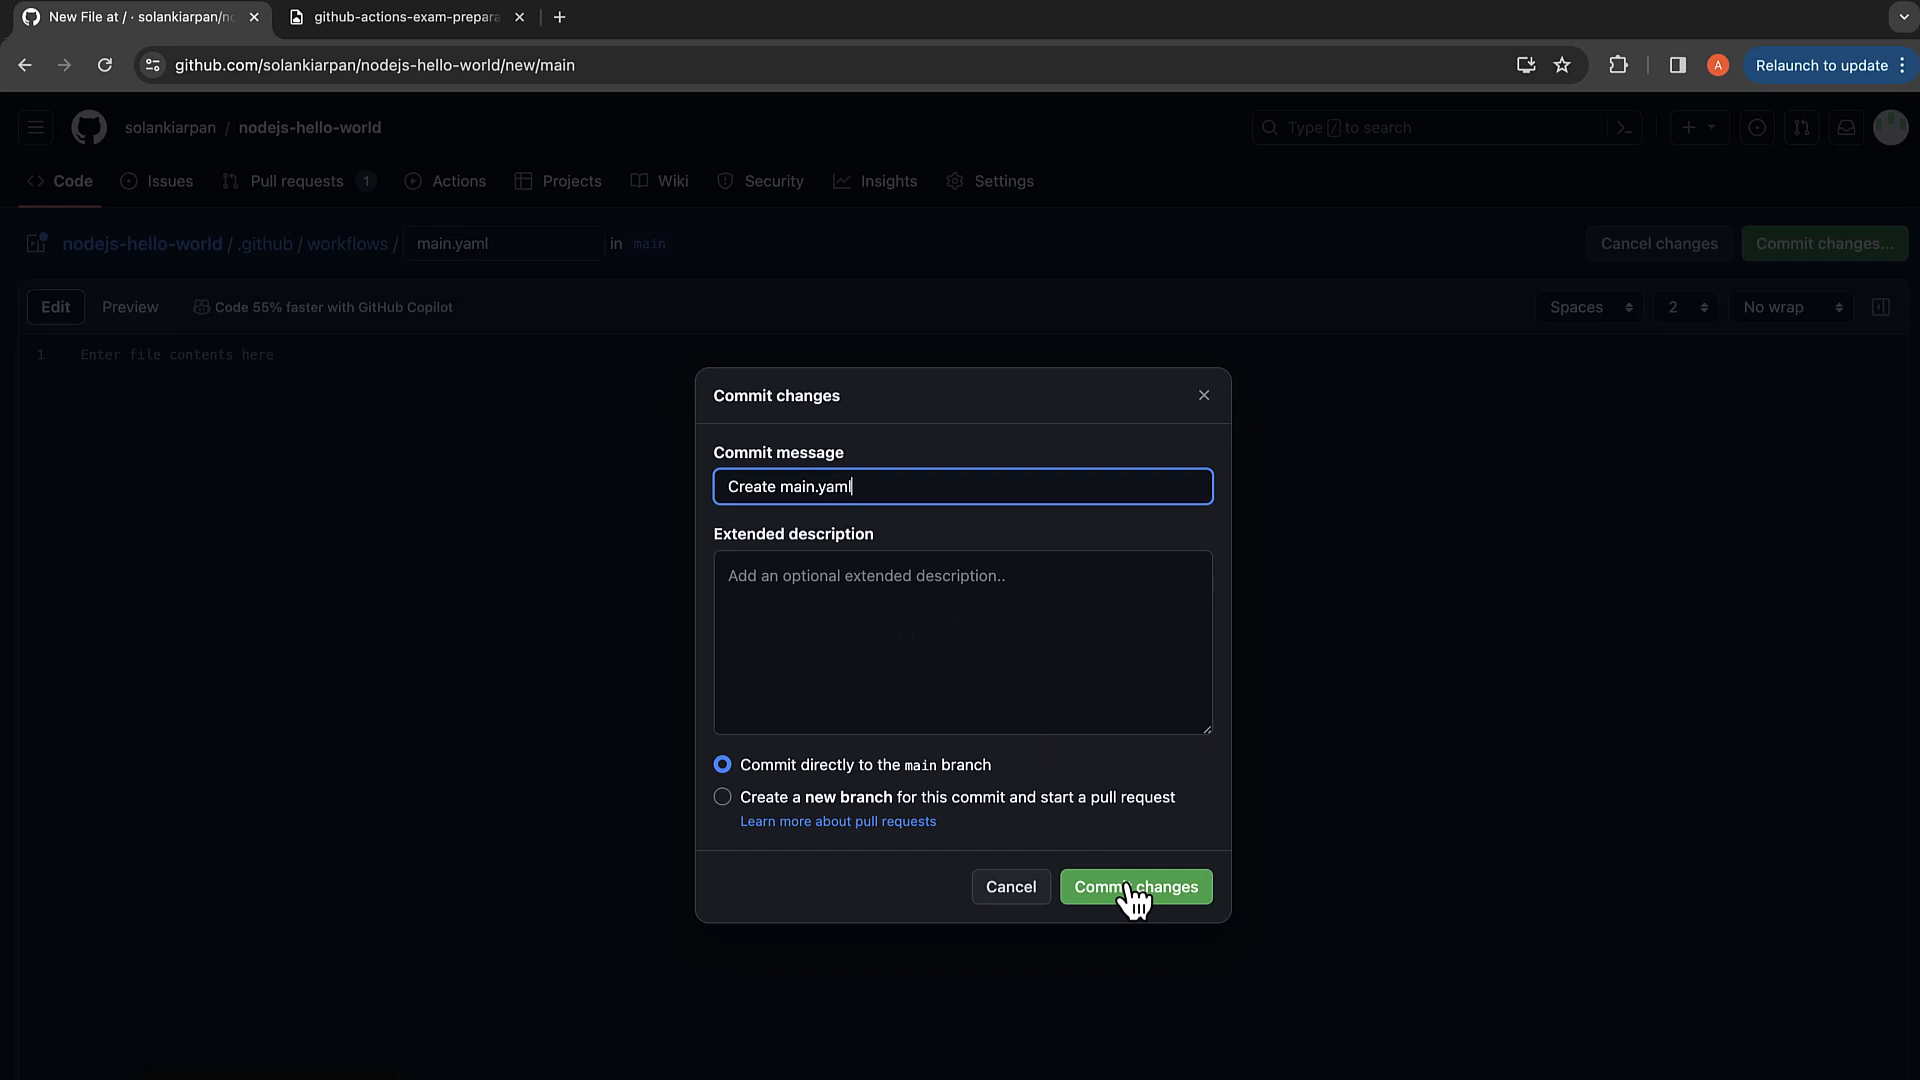 New File at / · solankiarpan/no
github-actions-exam-prepara
github.com/solankiarpan/nodejs-hello-world/new/main
A
Relaunch to update
solankiarpan / nodejs-hello-world
Type / to search
Code
Issues
Pull requests 1
Actions
Projects
Wiki
Security
Insights
Settings
nodejs-hello-world / .github / workflows / main.yaml in main
Cancel changes
Commit changes...
Edit
Preview
Code 55% faster with GitHub Copilot
Spaces
2
No wrap
1 Enter file contents here
Commit changes
Commit message
Create main.yaml
Extended description
Add an optional extended description..
Commit directly to the main branch
Create a new branch for this commit and start a pull request
Learn more about pull requests
Cancel
Commit changes